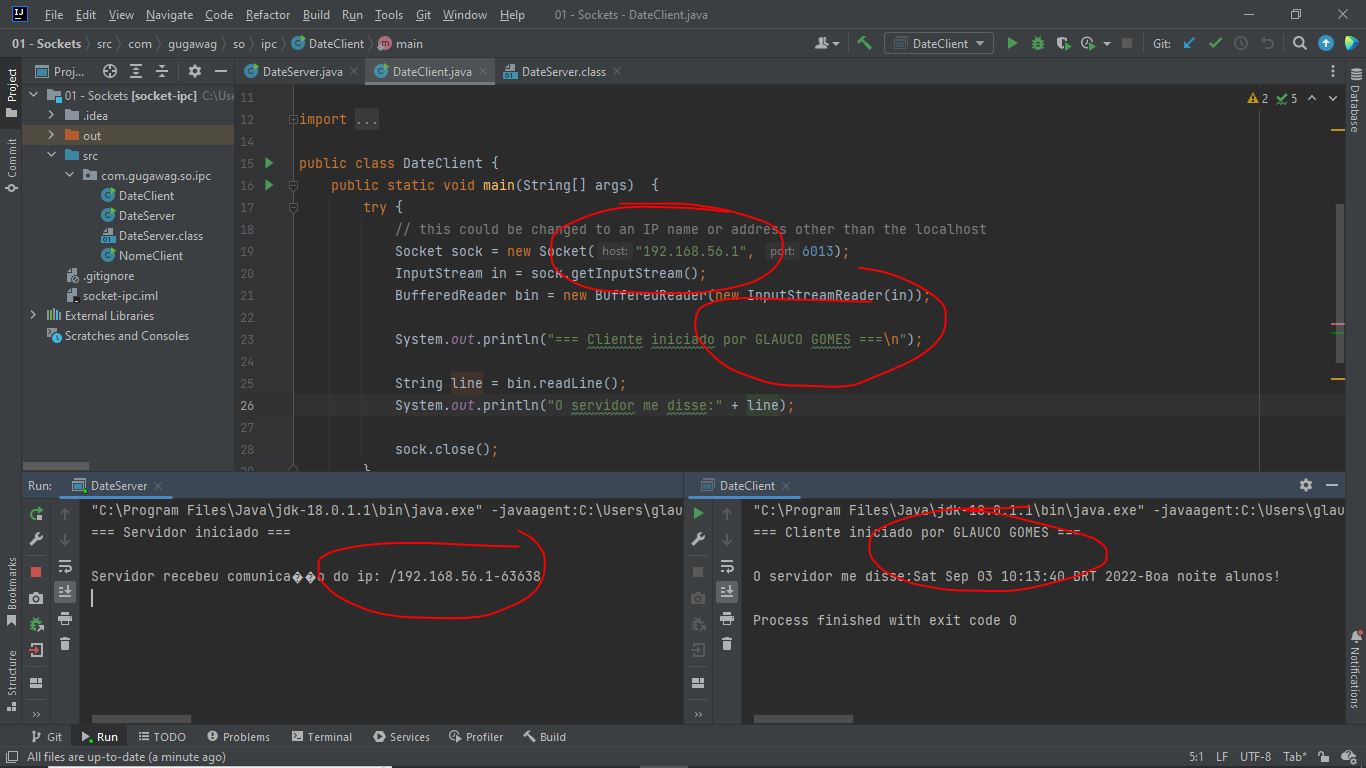 File Edit View Navigate Code Refactor Build Run Tools Git Window Help 01 - Sockets - DateClient.java
01 - Sockets src com gugawag so ipc DateClient main DateClient Git:
Proj... DateServer.java DateClient.java DateServer.class
Project
Commit
Bookmarks
Structure
Database
Notifications
01 - Sockets [socket-ipc] C:\Use
.idea
out
src
com.gugawag.so.ipc
DateClient
DateServer
DateServer.class
NomeClient
.gitignore
socket-ipc.iml
External Libraries
Scratches and Consoles
2 5
11
12 import ...
14
15 public class DateClient {
16 public static void main(String[] args) {
17 try {
18 // this could be changed to an IP name or address other than the localhost
19 Socket sock = new Socket( host: "192.168.56.1", port: 6013);
20 InputStream in = sock.getInputStream();
21 BufferedReader bin = new BufferedReader(new InputStreamReader(in));
22
23 System.out.println("=== Cliente iniciado por GLAUCO GOMES ===\n");
24
25 String line = bin.readLine();
26 System.out.println("O servidor me disse:" + line);
27
28 sock.close();
29 }
Run: DateServer
"C:\Program Files\Java\jdk-18.0.1.1\bin\java.exe" -javaagent:C:\Users\glau
=== Servidor iniciado ===
Servidor recebeu comunica��o do ip: /192.168.56.1-63638
DateClient
"C:\Program Files\Java\jdk-18.0.1.1\bin\java.exe" -javaagent:C:\Users\glau
=== Cliente iniciado por GLAUCO GOMES ===
O servidor me disse:Sat Sep 03 10:13:40 BRT 2022-Boa noite alunos!
Process finished with exit code 0
Git Run TODO Problems Terminal Services Profiler Build
All files are up-to-date (a minute ago) 5:1 LF UTF-8 Tab*